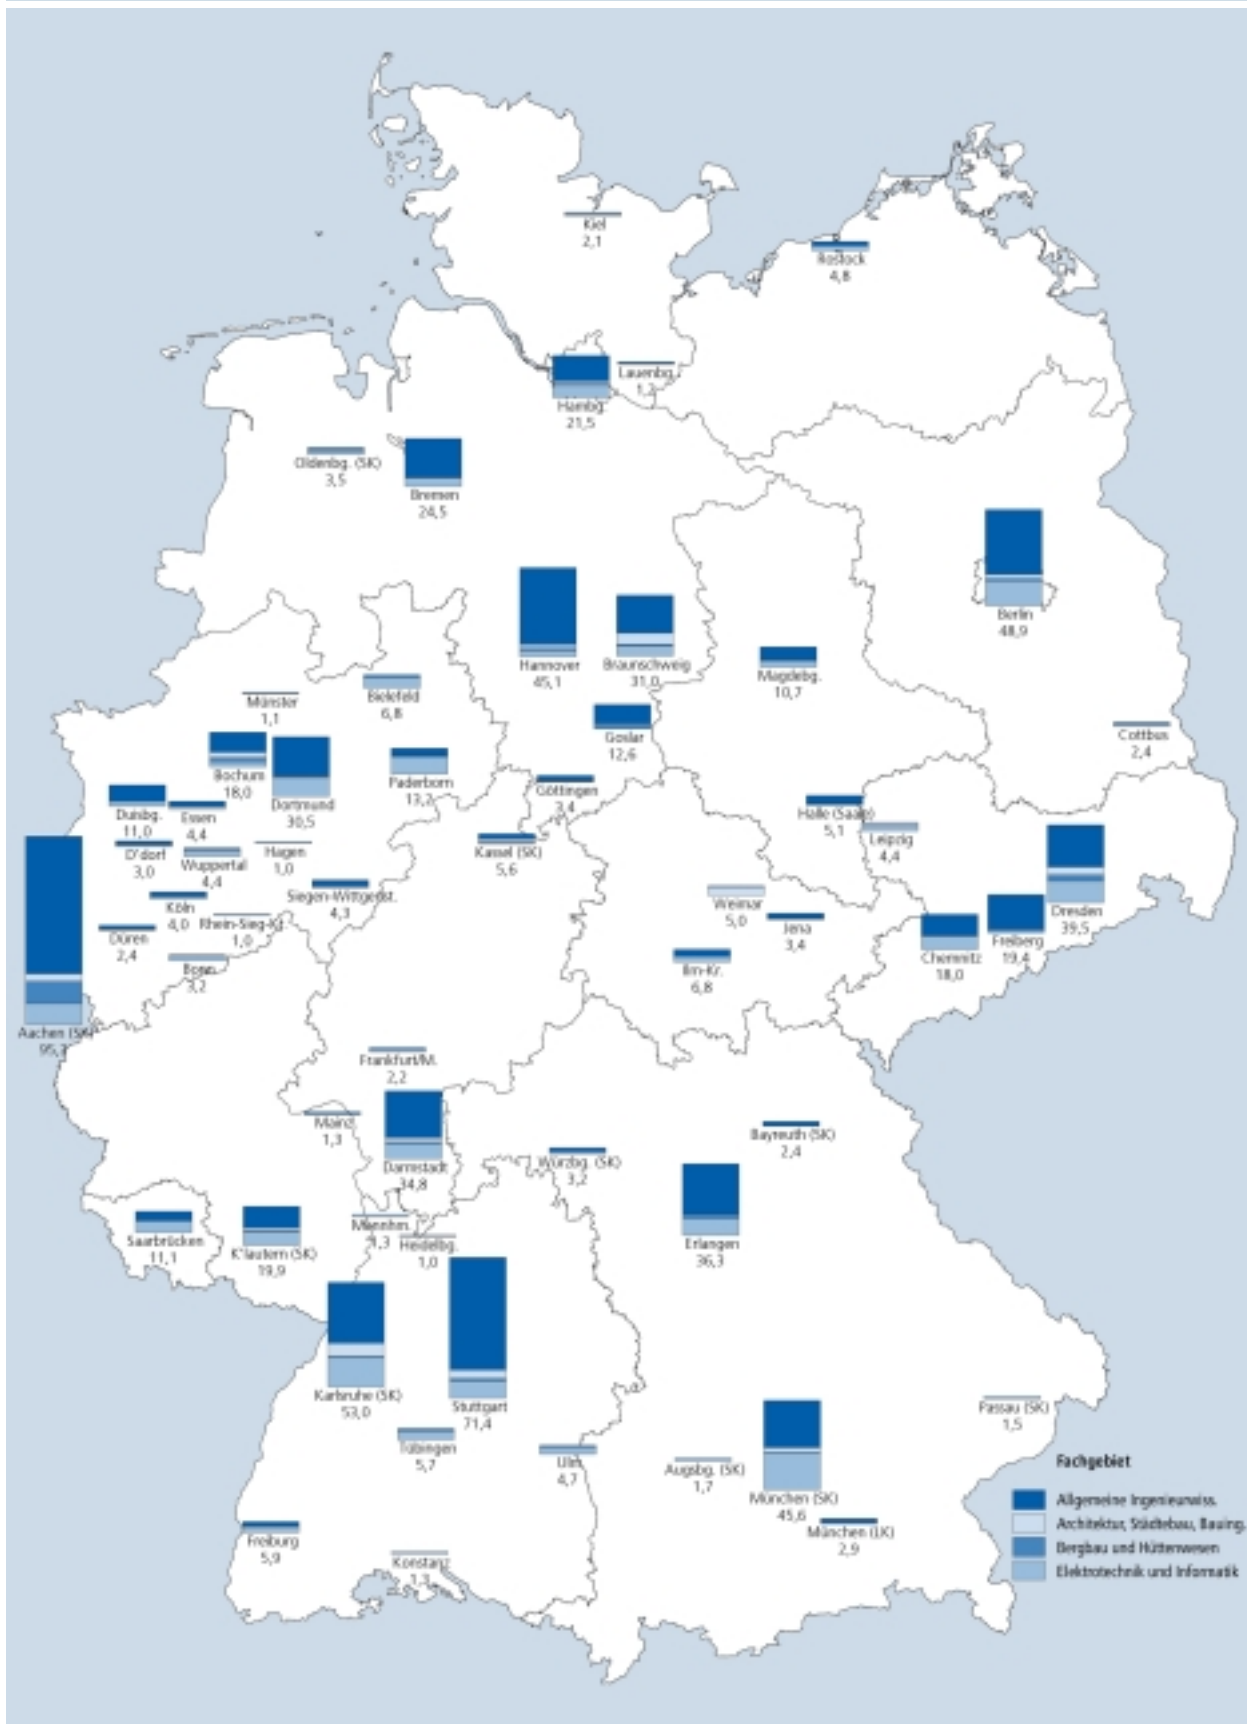 Kiel
2,1
Rostock
4,8
Lauenbg.
1,2
Hambg.
21,5
Oldenbg. (SK)
3,5
Bremen
24,5
Berlin
48,9
Hannover
45,1
Braunschweig
31,0
Magdebg.
10,7
Bielefeld
6,8
Münster
1,1
Goslar
12,6
Cottbus
2,4
Bochum
18,0
Dortmund
30,5
Paderborn
13,2
Göttingen
3,4
Duisbg.
11,0
Essen
4,4
Halle (Saale)
5,1
Leipzig
4,4
D'dorf
3,0
Wuppertal
4,4
Hagen
1,0
Kassel (SK)
5,6
Siegen-Wittgenst.
4,3
Köln
4,0
Rhein-Sieg-Kr.
1,0
Weimar
5,0
Jena
3,4
Dresden
39,5
Freiberg
19,4
Chemnitz
18,0
Düren
2,4
Bonn
3,2
Ilm-Kr.
6,8
Aachen (SK)
95,3
Frankfurt/M.
2,2
Mainz
1,3
Darmstadt
34,8
Bayreuth (SK)
2,4
Würzbg. (SK)
3,2
Mannhm.
1,3
Heidelbg.
1,0
Saarbrücken
11,1
K'lautern (SK)
19,9
Erlangen
36,3
Karlsruhe (SK)
53,0
Stuttgart
71,4
Tübingen
5,7
Ulm
4,7
Augsbg. (SK)
1,7
München (SK)
45,6
München (LK)
2,9
Passau (SK)
1,5
Freiburg
5,9
Konstanz
1,3
Fachgebiet
Allgemeine Ingenieurwiss.
Architektur, Städtebau, Bauing.
Bergbau und Hüttenwesen
Elektrotechnik und Informatik